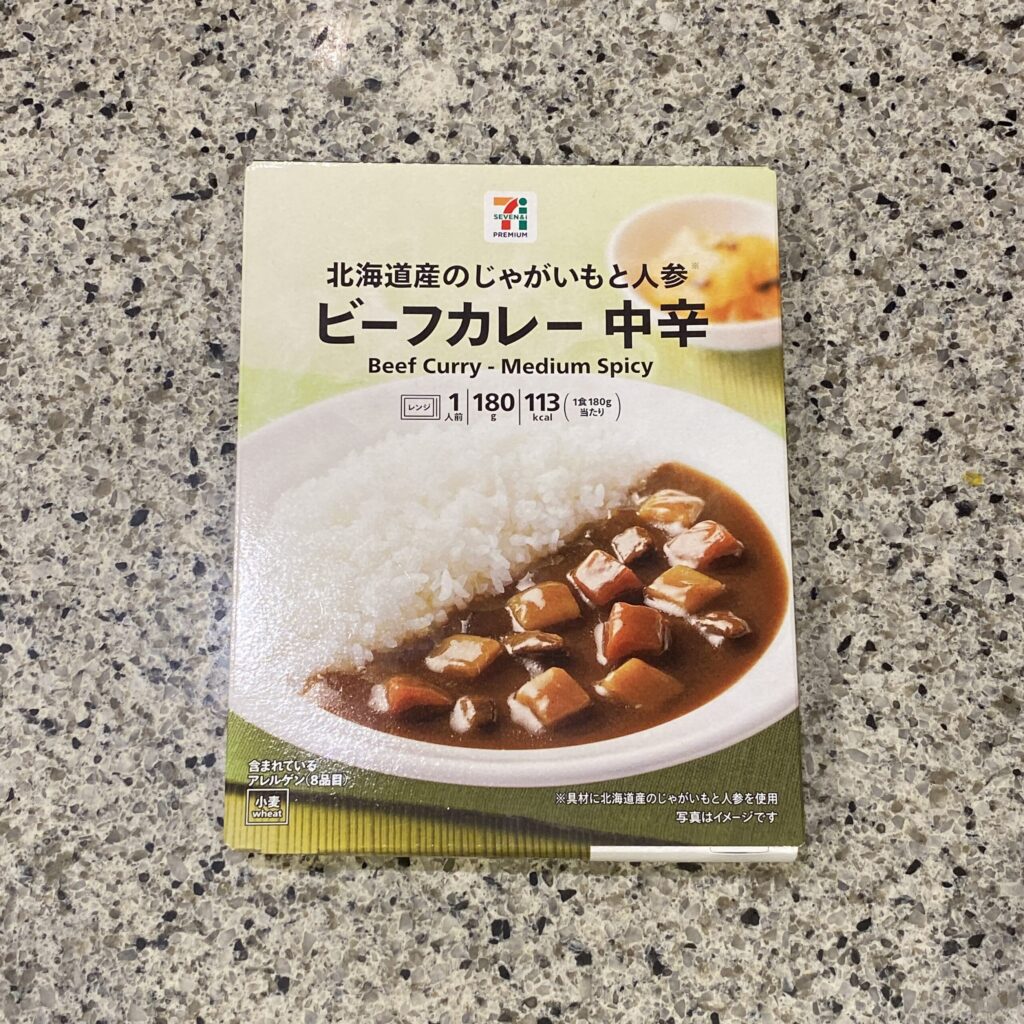 SEVEN&i
PREMIUM
北海道産のじゃがいもと人参※
ビーフカレー 中辛
Beef Curry - Medium Spicy
レンジ 1人前 180g 113kcal (1食180g当たり)
含まれている
アレルゲン(8品目)
小麦
wheat
※具材に北海道産のじゃがいもと人参を使用
写真はイメージです